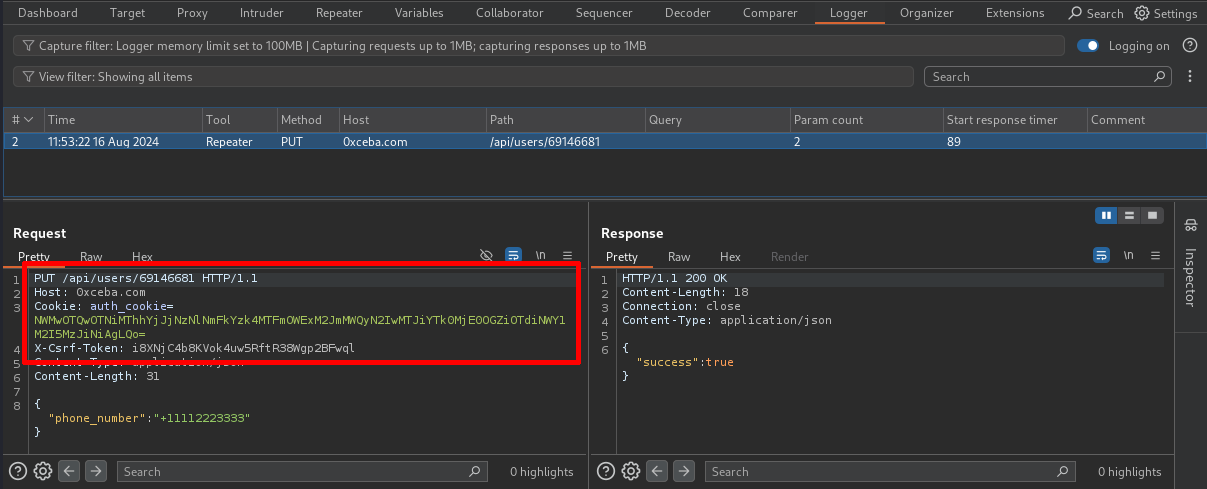 Dashboard Target Proxy Intruder Repeater Variables Collaborator Sequencer Decoder Comparer Logger Organizer Extensions Search Settings
Capture filter: Logger memory limit set to 100MB | Capturing requests up to 1MB; capturing responses up to 1MB Logging on
View filter: Showing all items Search
# Time Tool Method Host Path Query Param count Start response timer Comment
2 11:53:22 16 Aug 2024 Repeater PUT 0xceba.com /api/users/69146681 2 89
Request
Pretty Raw Hex \n
1 PUT /api/users/69146681 HTTP/1.1
2 Host: 0xceba.com
3 Cookie: auth_cookie=
NWMwOTQwOTNiMThhYjJjNzNlNmFkYzk4MTFmOWExM2JmMWQyN2IwMTJiYTk0MjE0OGZiOTdiNWY1
M2I5MzJiNiAgLQo=
4 X-Csrf-Token: i8XNjC4b8KVok4uw5RftR38Wgp2BFwql
5 Content-Type: application/json
6 Content-Length: 31
7
8 {
"phone_number":"+11112223333"
}
Search 0 highlights
Response
Pretty Raw Hex Render \n
1 HTTP/1.1 200 OK
2 Content-Length: 18
3 Connection: close
4 Content-Type: application/json
5
6 {
"success":true
}
Search 0 highlights
Inspector